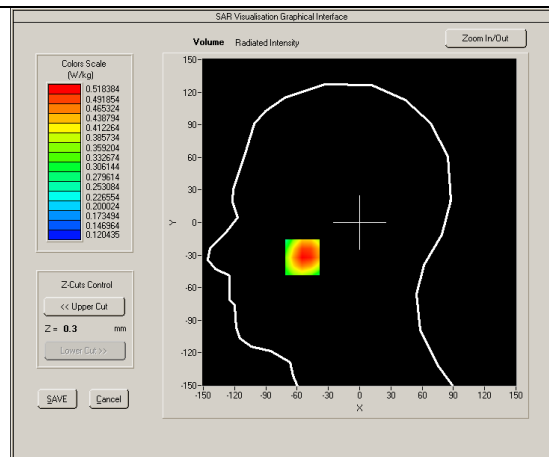 SAR Visualisation Graphical Interface
Volume Radiated Intensity
Zoom In/Out
Colors Scale
(W/kg)
0.518384
0.491854
0.465324
0.438794
0.412264
0.385734
0.359204
0.332674
0.306144
0.279614
0.253084
0.226554
0.200024
0.173494
0.146964
0.120435
Z-Cuts Control
<< Upper Cut
Z = 0.3 mm
Lower Cut >>
SAVE Cancel
150-
120-
90-
60-
30-
0-
-30-
-60-
-90-
-120-
-150-
Y
-150 -120 -90 -60 -30 0 30 60 90 120 150
X